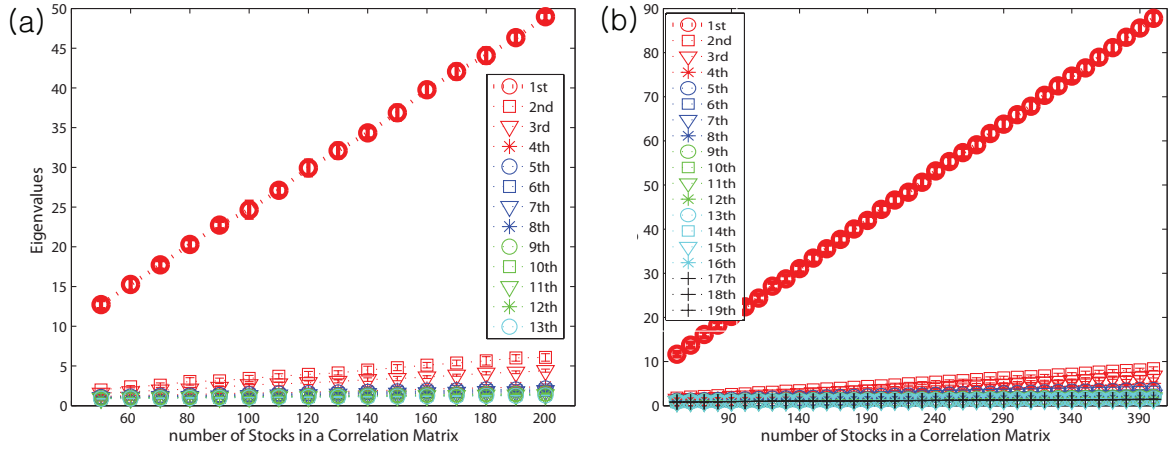 (a)
50
45
40
35
30
25
20
15
10
5
0
Eigenvalues
1st
2nd
3rd
4th
5th
6th
7th
8th
9th
10th
11th
12th
13th
60 80 100 120 140 160 180 200
number of Stocks in a Correlation Matrix
(b)
90
80
70
60
50
40
30
20
10
0
1st
2nd
3rd
4th
5th
6th
7th
8th
9th
10th
11th
12th
13th
14th
15th
16th
17th
18th
19th
90 140 190 240 290 340 390
number of Stocks in a Correlation Matrix